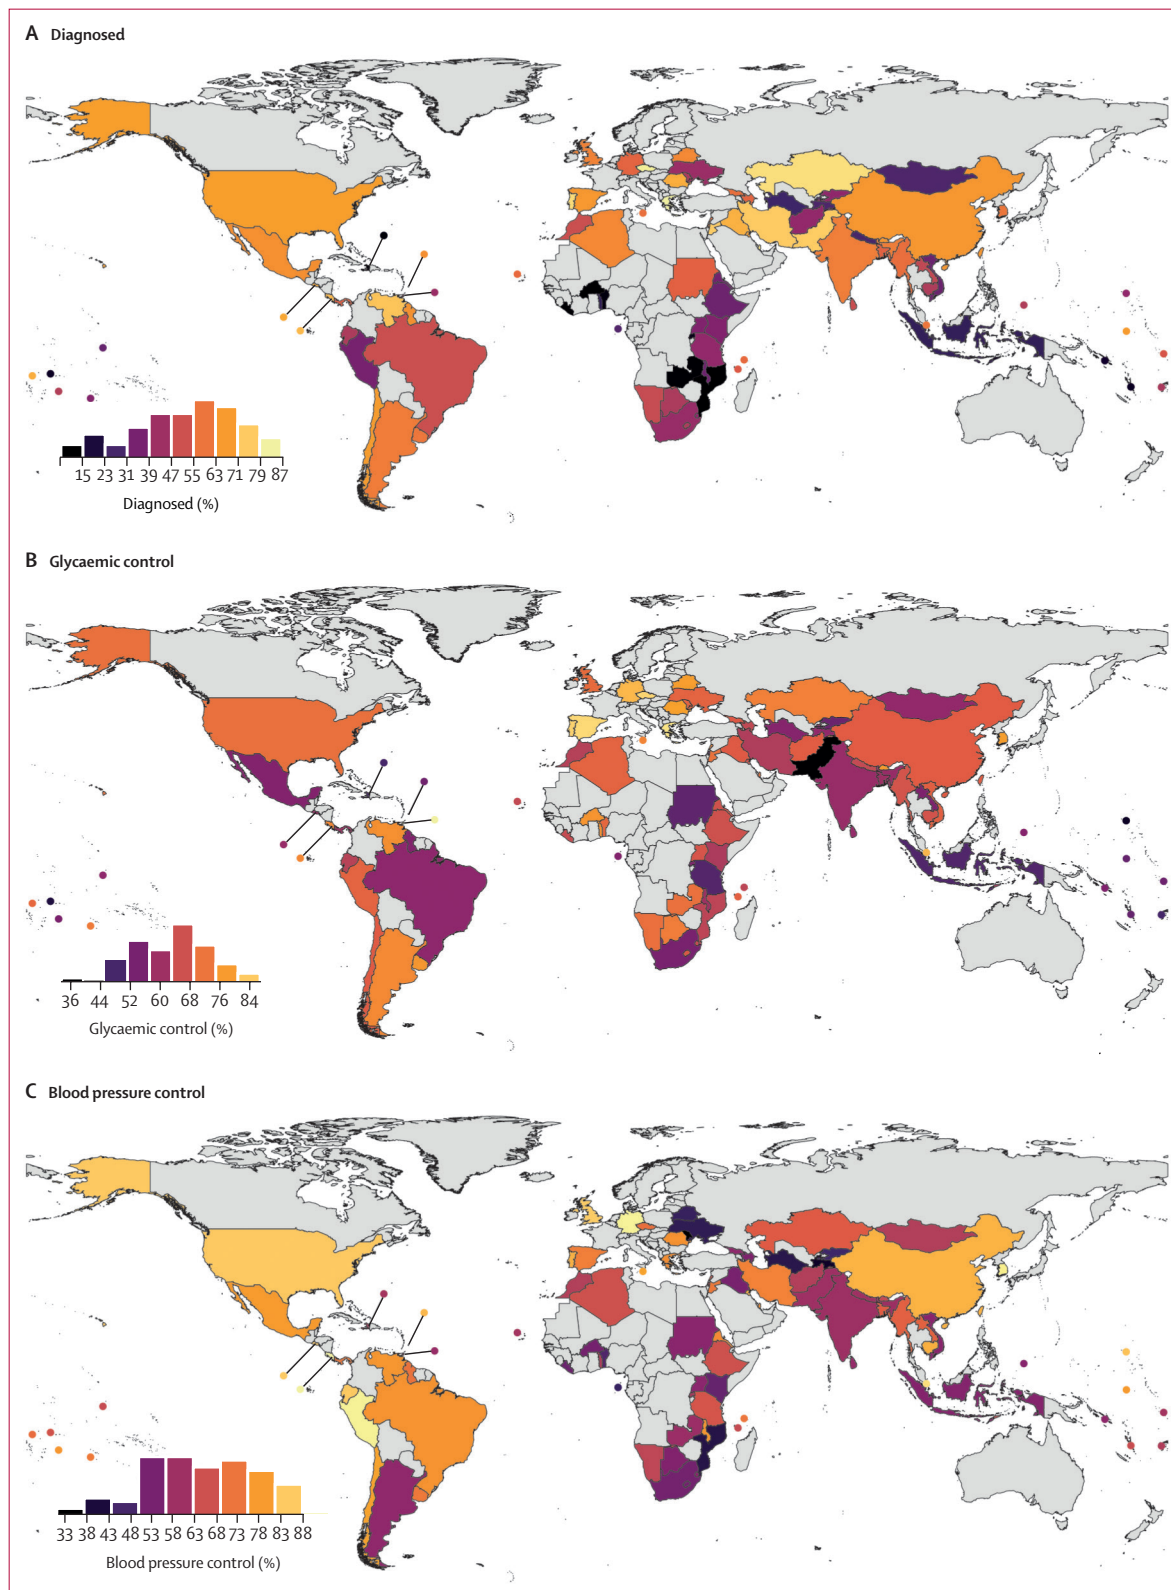 A Diagnosed
15 23 31 39 47 55 63 71 79 87
Diagnosed (%)
B Glycaemic control
36 44 52 60 68 76 84
Glycaemic control (%)
C Blood pressure control
33 38 43 48 53 58 63 68 73 78 83 88
Blood pressure control (%)